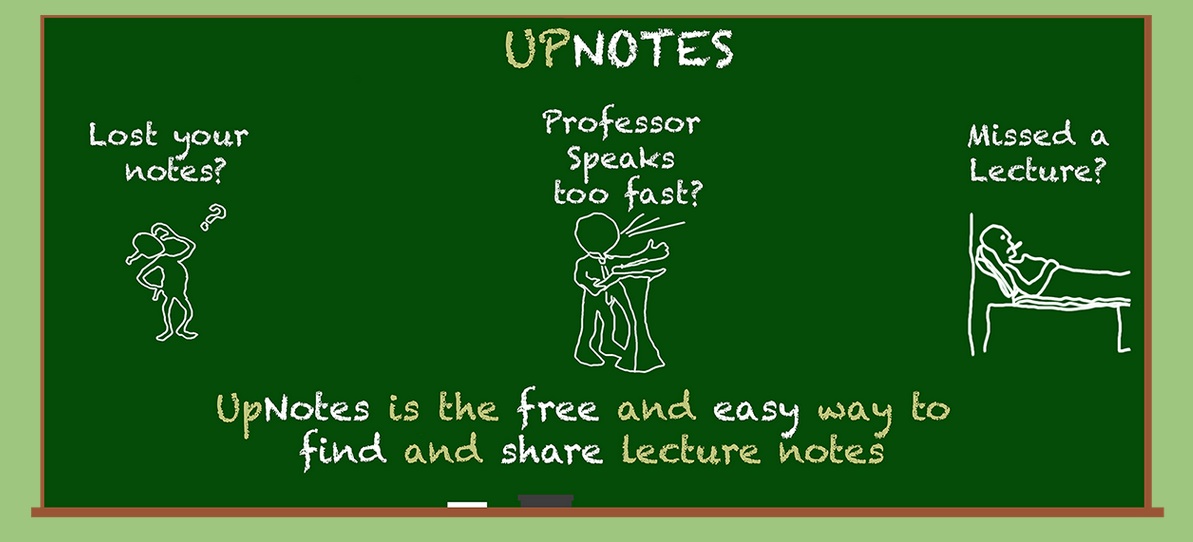 UPNOTES
Lost your
notes?
?
Professor
Speaks
too fast?
Missed a
Lecture?
UpNotes is the free and easy way to
find and share lecture notes